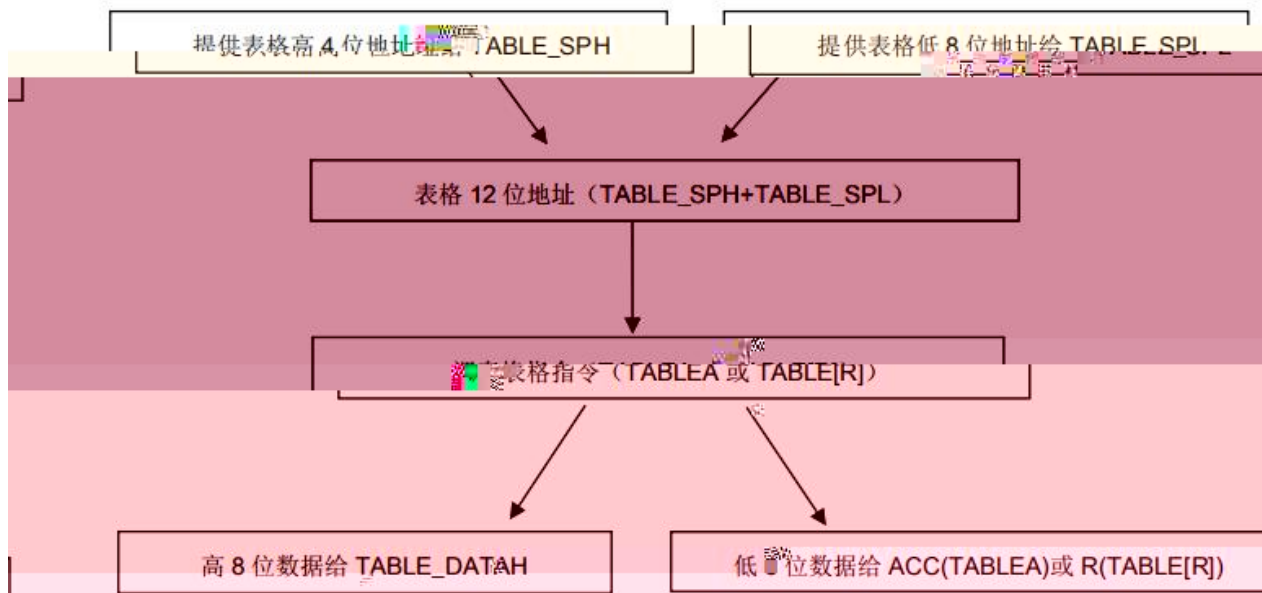 提供表格高 4 位地址给 TABLE_SPH
提供表格低 8 位地址给 TABLE_SPL
表格 12 位地址（TABLE_SPH+TABLE_SPL）
表格指令（TABLEA 或 TABLE[R]）
高 8 位数据给 TABLE_DATAH
低 位数据给 ACC(TABLEA)或 R(TABLE[R])